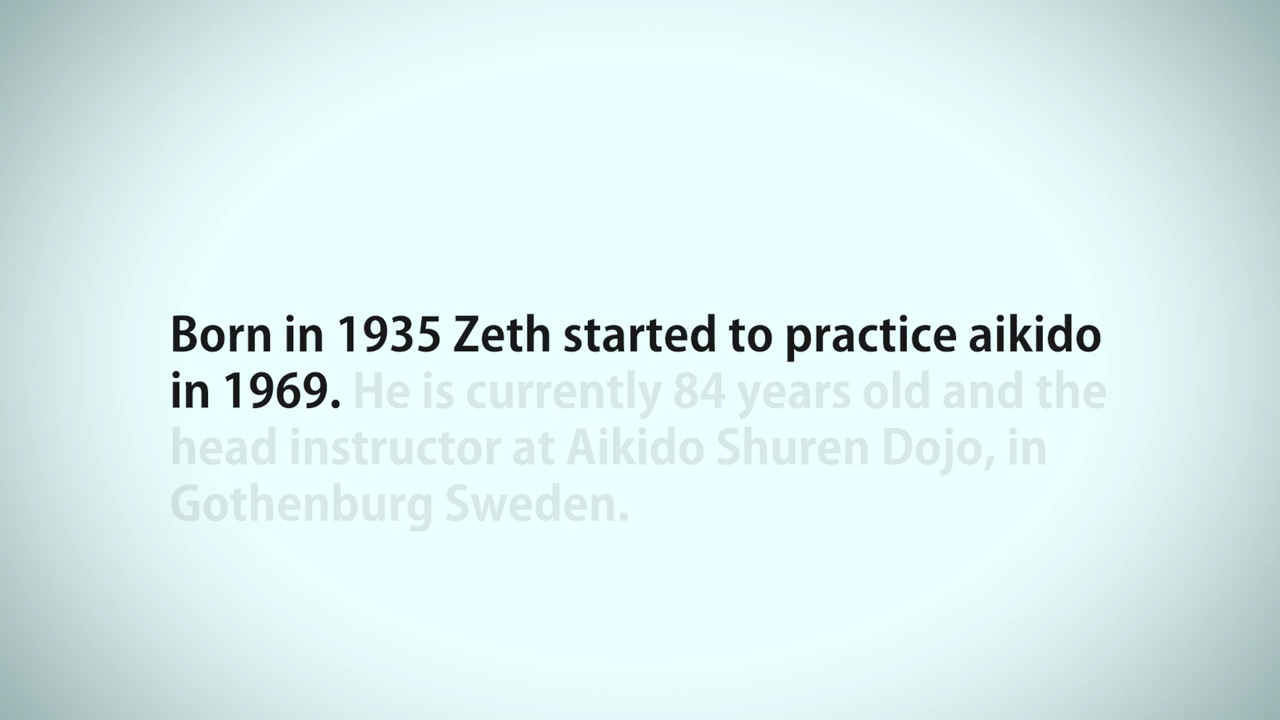 Born in 1935 Zeth started to practice aikido
in 1969. He is currently 84 years old and the
head instructor at Aikido Shuren Dojo, in
Gothenburg Sweden.